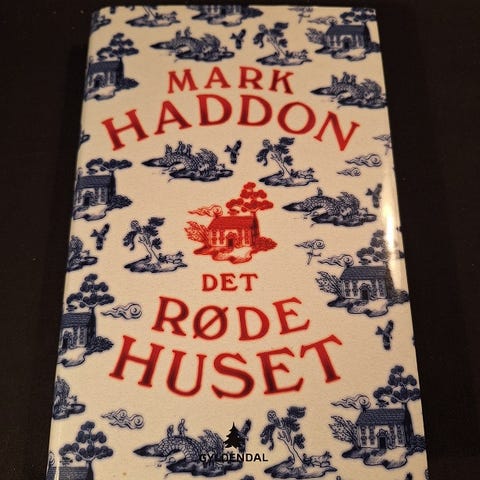 MARK
HADDON
DET
RØDE
HUSET
GYLDENDAL